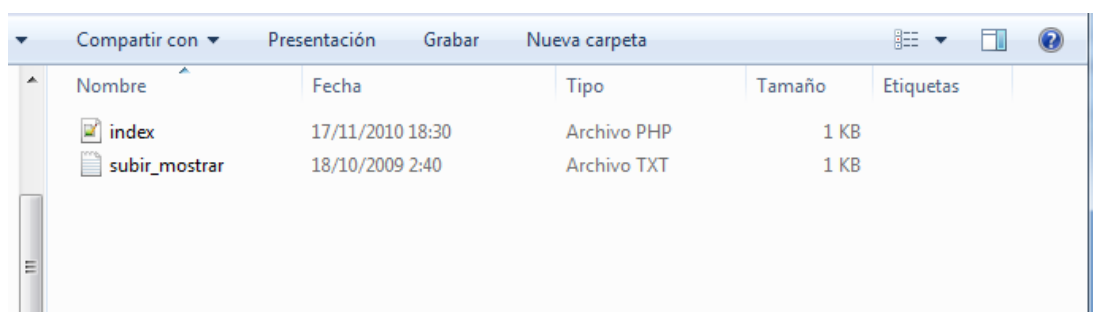 Compartir con Presentación Grabar Nueva carpeta
Nombre Fecha Tipo Tamaño Etiquetas
index 17/11/2010 18:30 Archivo PHP 1 KB
subir_mostrar 18/10/2009 2:40 Archivo TXT 1 KB